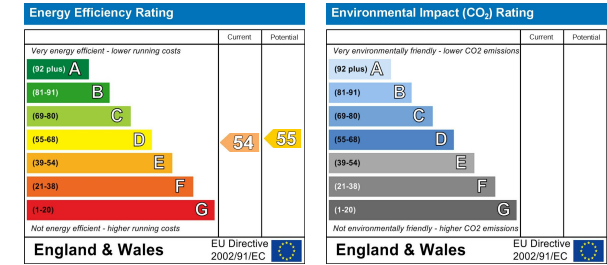 Energy Efficiency Rating
Current Potential
Very energy efficient - lower running costs
(92 plus) A
(81-91) B
(69-80) C
(55-68) D
(39-54) E
(21-38) F
(1-20) G
54
55
Not energy efficient - higher running costs
England & Wales
EU Directive
2002/91/EC
Environmental Impact (CO₂) Rating
Current Potential
Very environmentally friendly - lower CO2 emissions
(92 plus) A
(81-91) B
(69-80) C
(55-68) D
(39-54) E
(21-38) F
(1-20) G
Not environmentally friendly - higher CO2 emissions
England & Wales
EU Directive
2002/91/EC